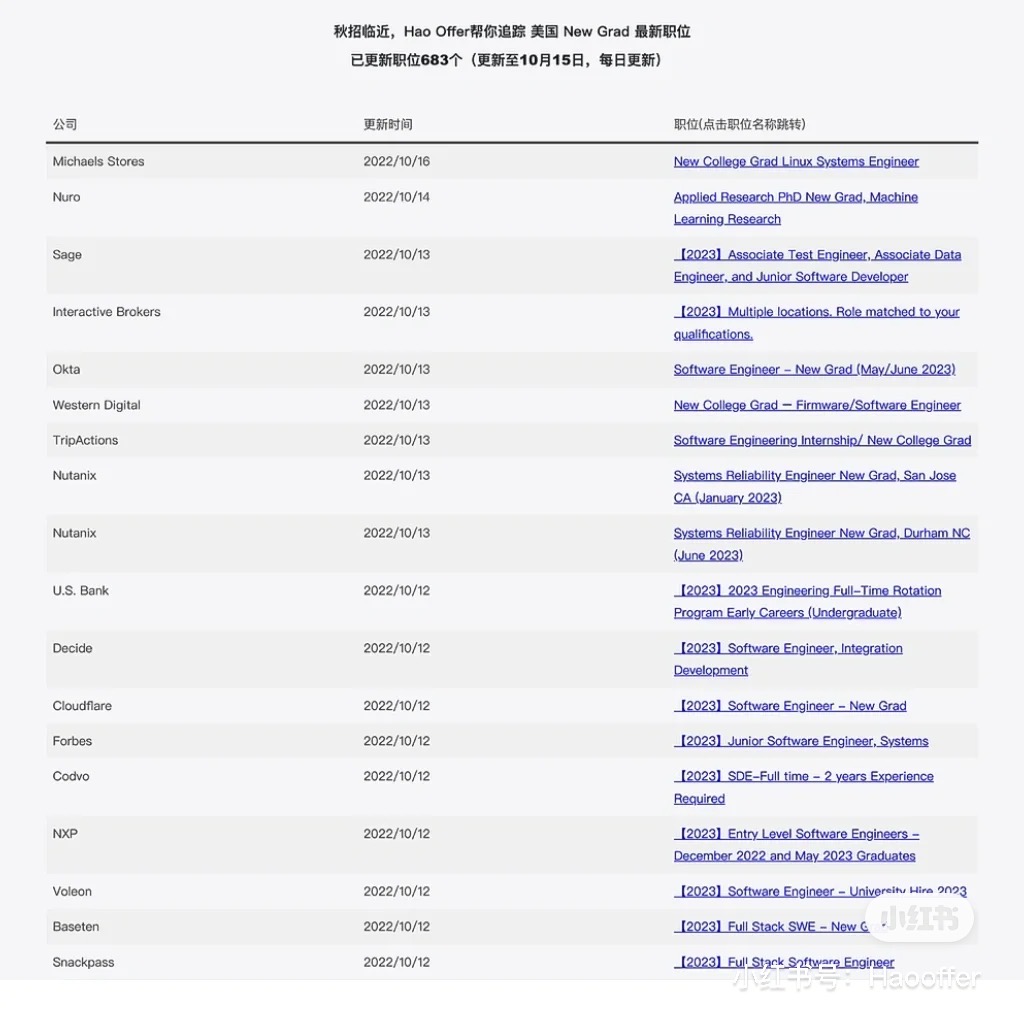 秋招临近，Hao Offer帮你追踪 美国 New Grad 最新职位
已更新职位683个（更新至10月15日，每日更新）
公司 更新时间 职位(点击职位名称跳转)
Michaels Stores 2022/10/16 New College Grad Linux Systems Engineer
Nuro 2022/10/14 Applied Research PhD New Grad, Machine
Learning Research
Sage 2022/10/13 【2023】Associate Test Engineer, Associate Data
Engineer, and Junior Software Developer
Interactive Brokers 2022/10/13 【2023】Multiple locations. Role matched to your
qualifications.
Okta 2022/10/13 Software Engineer – New Grad (May/June 2023)
Western Digital 2022/10/13 New College Grad — Firmware/Software Engineer
TripActions 2022/10/13 Software Engineering Internship/ New College Grad
Nutanix 2022/10/13 Systems Reliability Engineer New Grad, San Jose
CA (January 2023)
Nutanix 2022/10/13 Systems Reliability Engineer New Grad, Durham NC
(June 2023)
U.S. Bank 2022/10/12 【2023】2023 Engineering Full–Time Rotation
Program Early Careers (Undergraduate)
Decide 2022/10/12 【2023】Software Engineer, Integration
Development
Cloudflare 2022/10/12 【2023】Software Engineer – New Grad
Forbes 2022/10/12 【2023】Junior Software Engineer, Systems
Codvo 2022/10/12 【2023】SDE–Full time – 2 years Experience
Required
NXP 2022/10/12 【2023】Entry Level Software Engineers –
December 2022 and May 2023 Graduates
Voleon 2022/10/12 【2023】Software Engineer – University Hire 2023
Baseten 2022/10/12 【2023】Full Stack SWE – New
小红书
Snackpass 2022/10/12 【2023】Full Stack Software Engineer
小红书号：Haooffer